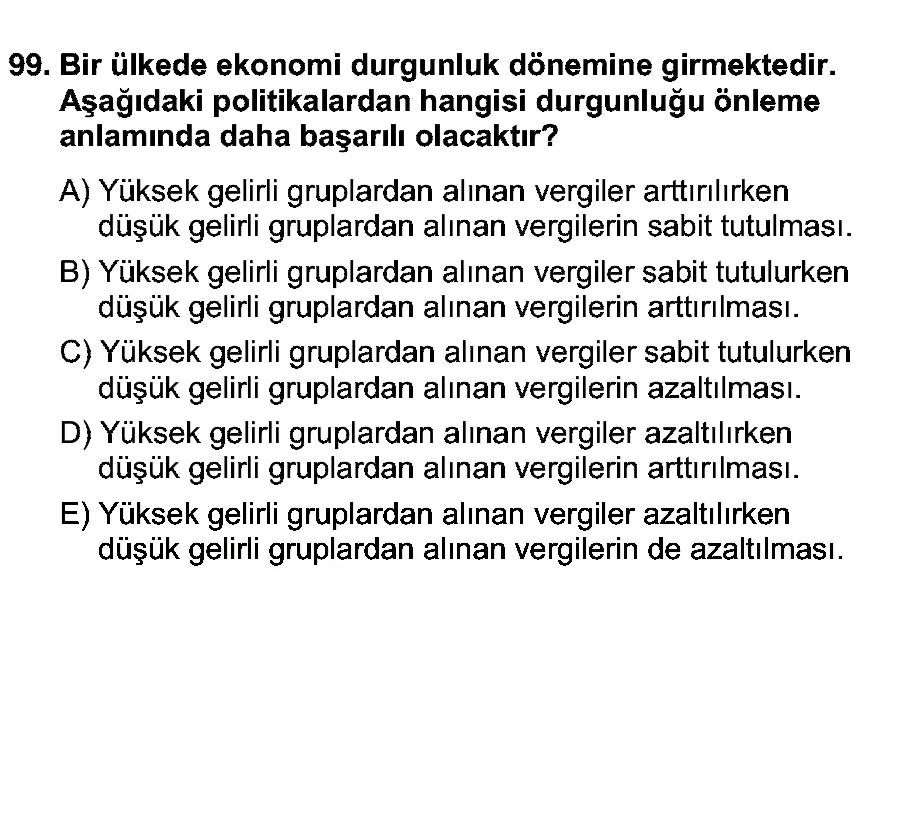 99. Bir ülkede ekonomi durgunluk dönemine girmektedir.
Aşağıdaki politikalardan hangisi durgunluğu önleme
anlamında daha başarılı olacaktır?
A) Yüksek gelirli gruplardan alınan vergiler arttırılırken
düşük gelirli gruplardan alınan vergilerin sabit tutulması.
B) Yüksek gelirli gruplardan alınan vergiler sabit tutulurken
düşük gelirli gruplardan alınan vergilerin arttırılması.
C) Yüksek gelirli gruplardan alınan vergiler sabit tutulurken
düşük gelirli gruplardan alınan vergilerin azaltılması.
D) Yüksek gelirli gruplardan alınan vergiler azaltılırken
düşük gelirli gruplardan alınan vergilerin arttırılması.
E) Yüksek gelirli gruplardan alınan vergiler azaltılırken
düşük gelirli gruplardan alınan vergilerin de azaltılması.